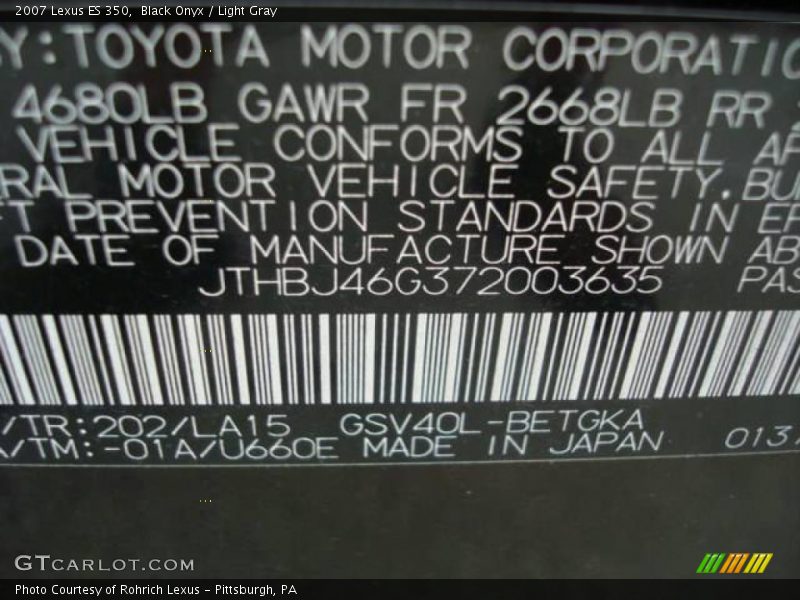 2007 Lexus ES 350, Black Onyx / Light Gray
Y:TOYOTA MOTOR CORPORATIO
4680LB GAWR FR 2668LB RR
VEHICLE CONFORMS TO ALL AP
RAL MOTOR VEHICLE SAFETY,BU
FT PREVENTION STANDARDS IN EF
DATE OF MANUFACTURE SHOWN AB
JTHBJ46G372003635 PAS
/TR:202/LA15 GSV40L-BETGKA
A/TM:-01A/U660E MADE IN JAPAN 013
GTCARLOT.COM
Photo Courtesy of Rohrich Lexus - Pittsburgh, PA